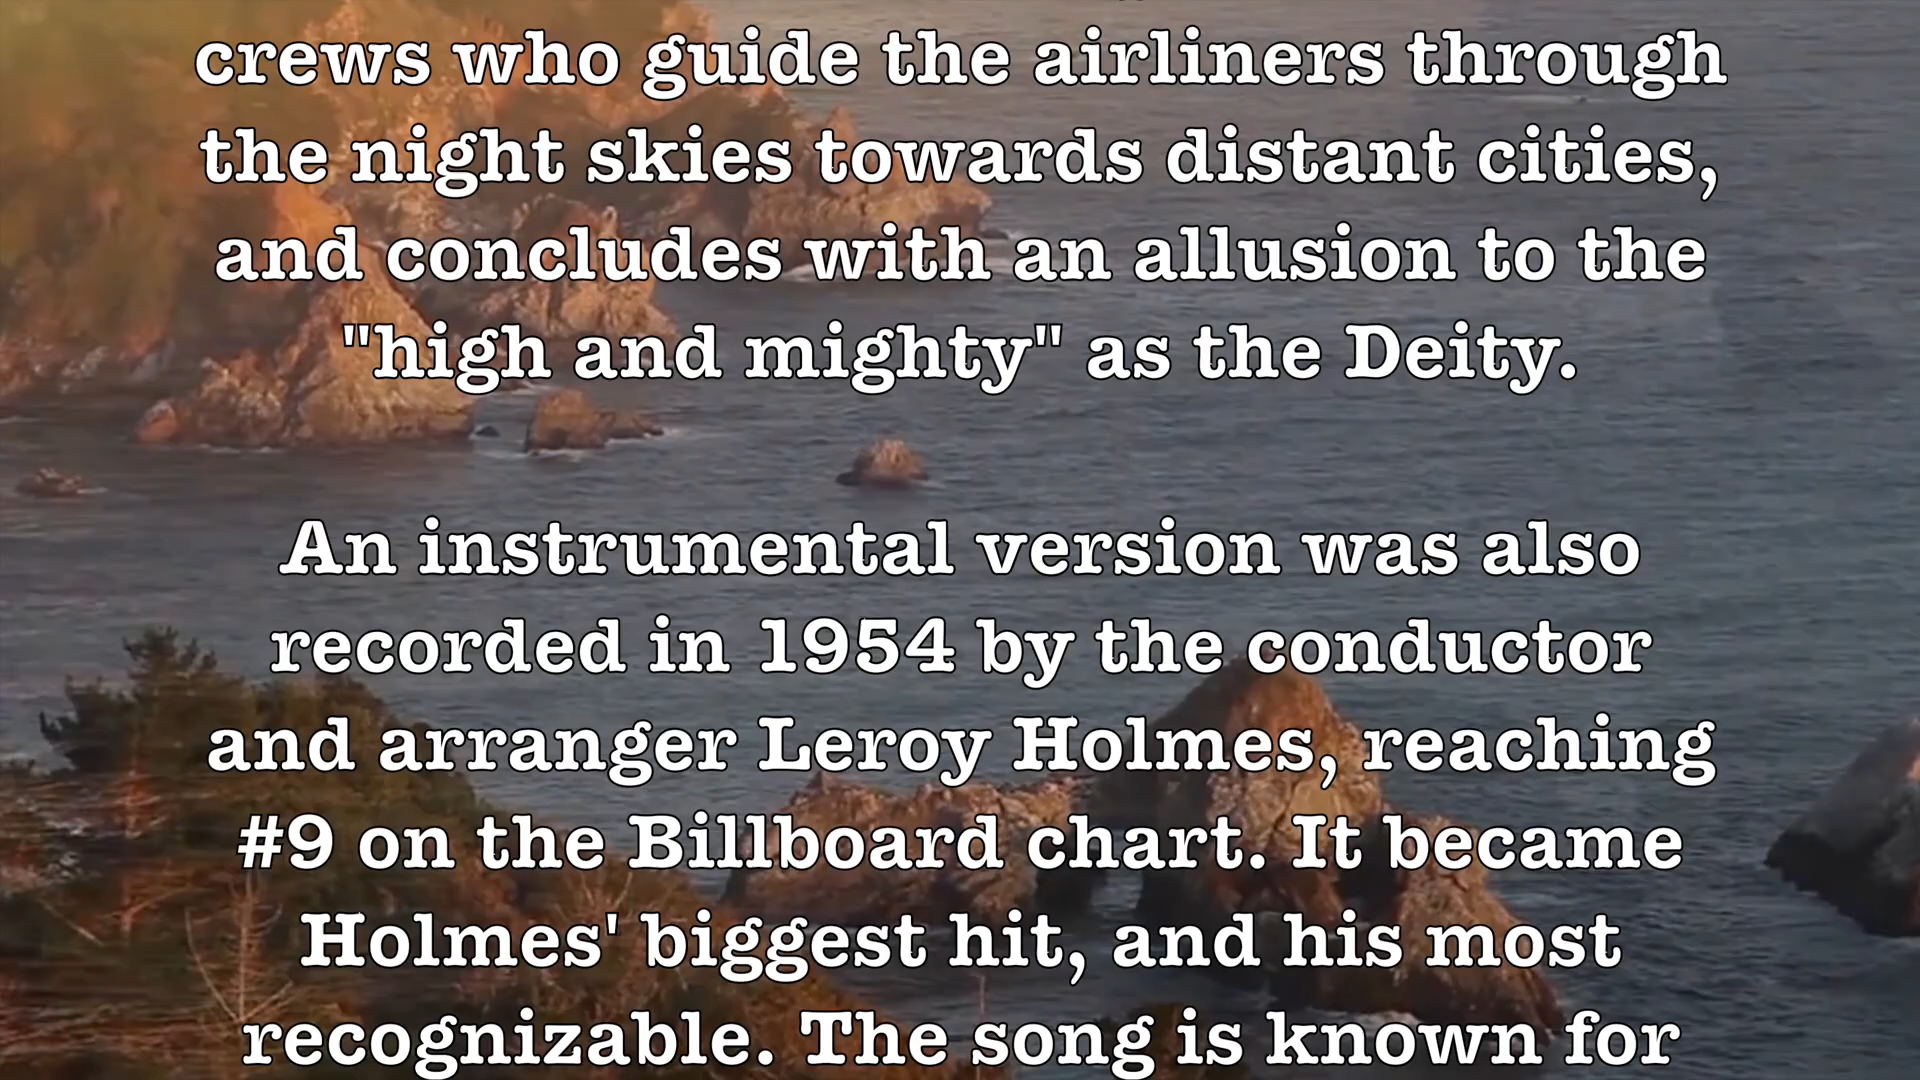 crews who guide the airliners through
the night skies towards distant cities,
and concludes with an allusion to the
"high and mighty" as the Deity.
An instrumental version was also
recorded in 1954 by the conductor
and arranger Leroy Holmes, reaching
#9 on the Billboard chart. It became
Holmes' biggest hit, and his most
recognizable. The song is known for